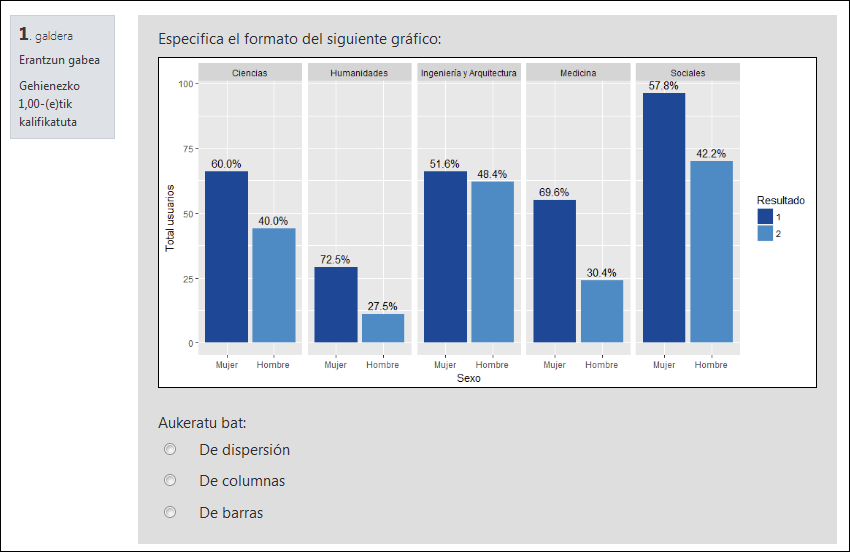 1. galdera
Erantzun gabea
Gehienezko
1,00-(e)tik
kalifikatuta
Especifica el formato del siguiente gráfico:
Ciencias Humanidades Ingeniería y Arquitectura Medicina Sociales
Total usuarios
100
75
50
25
0
60.0%
40.0%
72.5%
27.5%
51.6%
48.4%
69.6%
30.4%
57.8%
42.2%
Mujer Hombre Mujer Hombre Mujer Hombre Mujer Hombre Mujer Hombre
Sexo
Resultado
1
2
Aukeratu bat:
De dispersión
De columnas
De barras